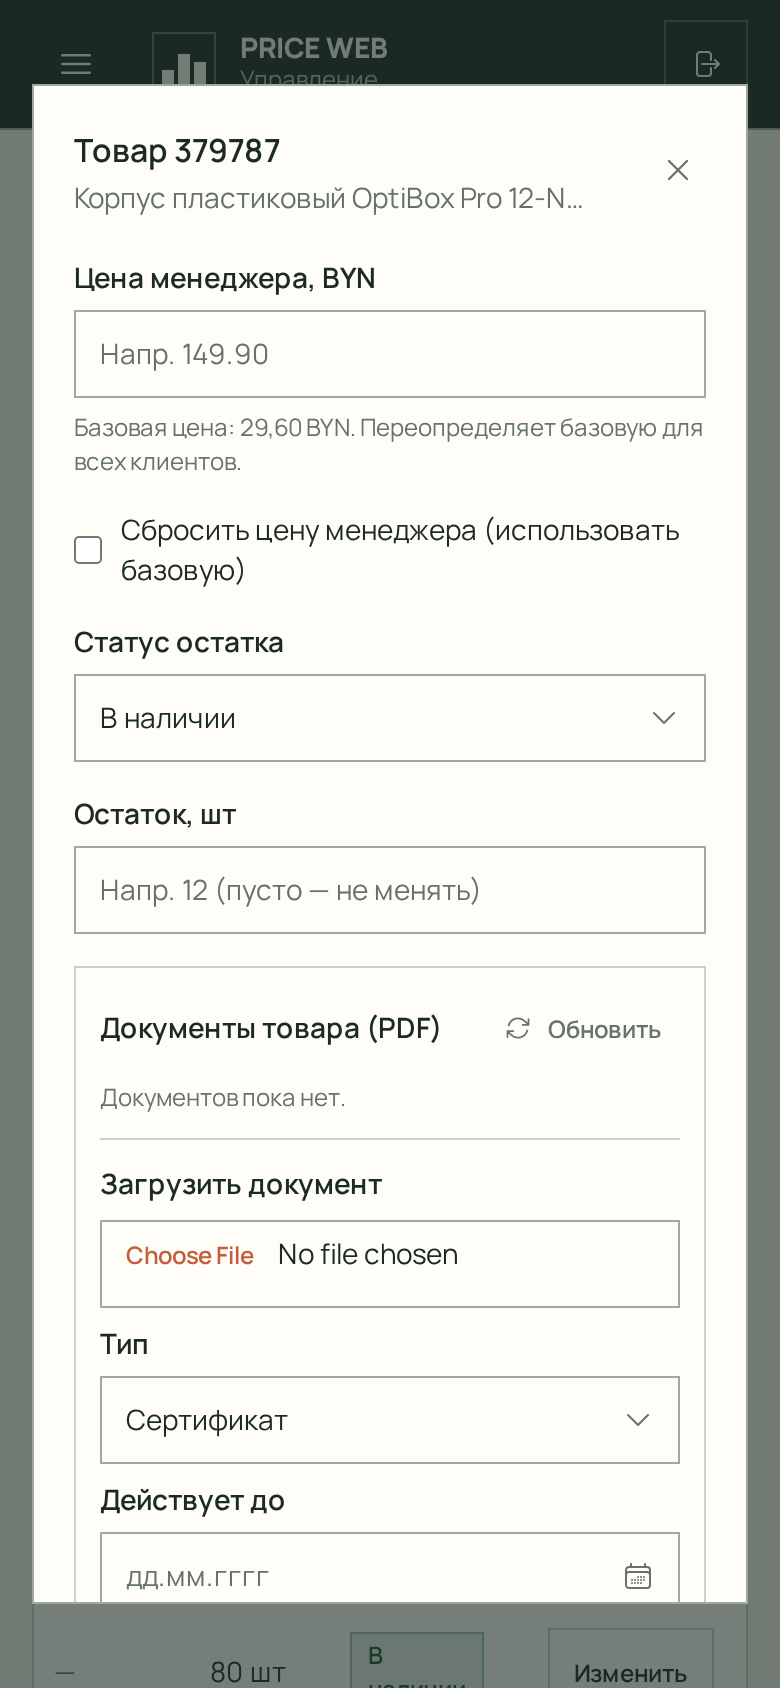 PRICE WEB
Управление
Товар 379787
Корпус пластиковый OptiBox Pro 12-N...
Цена менеджера, BYN
Напр. 149.90
Базовая цена: 29,60 BYN. Переопределяет базовую для
всех клиентов.
Сбросить цену менеджера (использовать
базовую)
Статус остатка
В наличии
Остаток, шт
Напр. 12 (пусто — не менять)
Документы товара (PDF)
Обновить
Документов пока нет.
Загрузить документ
Choose File No file chosen
Тип
Сертификат
Действует до
дд.мм.гггг
— 80 шт
В
наличии
Изменить